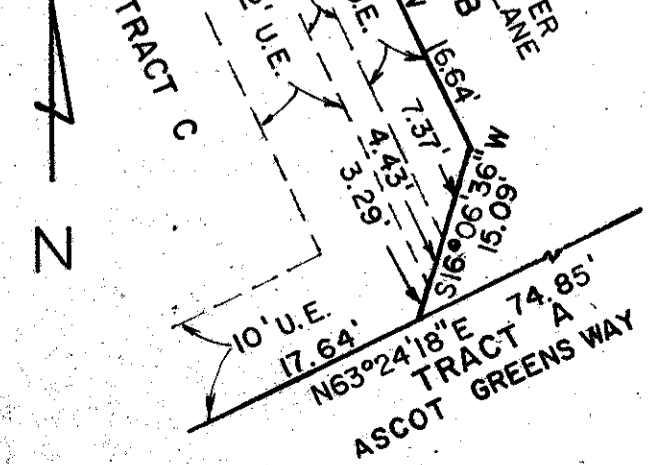 TRACT C
U.E.
16.64'
B
LANE
7.37'
4.43'
3.29'
S16°06'36"W
15.09'
10' U.E.
17.64'
N63°24'18"E 74.85'
TRACT A
ASCOT GREENS WAY
N